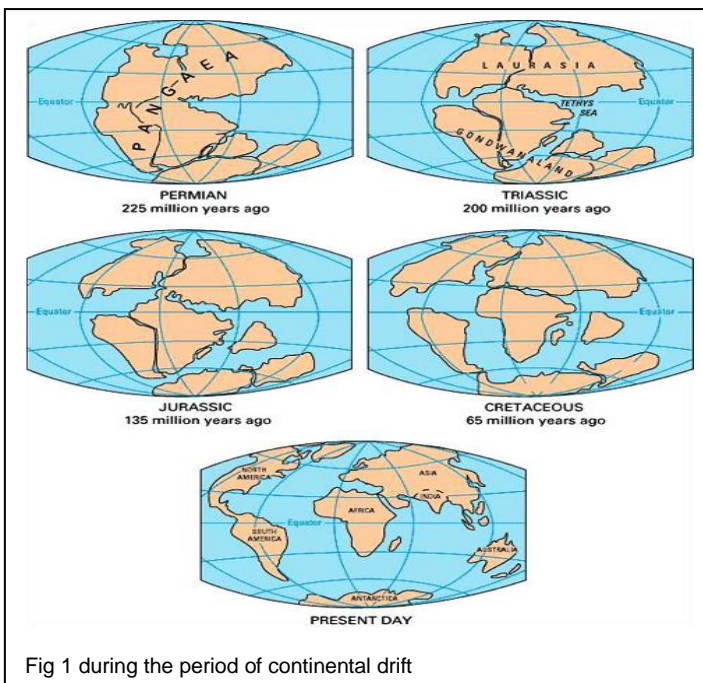 PANGAEA
Equator
PERMIAN
225 million years ago
LAURASIA
TETHYS
SEA
Equator
GONDWANALAND
TRIASSIC
200 million years ago
Equator
JURASSIC
135 million years ago
Equator
CRETACEOUS
65 million years ago
NORTH
AMERICA
ASIA
INDIA
AFRICA
Equator
SOUTH
AMERICA
AUSTRALIA
ANTARCTICA
PRESENT DAY
Fig 1 during the period of continental drift